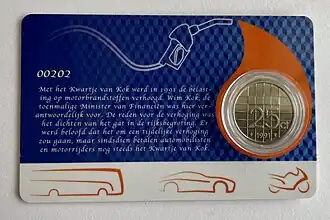 00202
Met het Kwartje van Kok werd in 1991 de belast-
ing op motorbrandstoffen verhoogd. Wim Kok, de
toenmalige Minister van Financiën was hier ver-
antwoordelijk voor. De reden voor de verhoging was
het dichten van het gat in de rijksbegroting. Er
werd beloofd dat het om een tijdelijke verhoging
zou gaan, maar sindsdien betalen automobilisten
en motorrijders nog steeds het Kwartje van Kok.
25 ct
1991